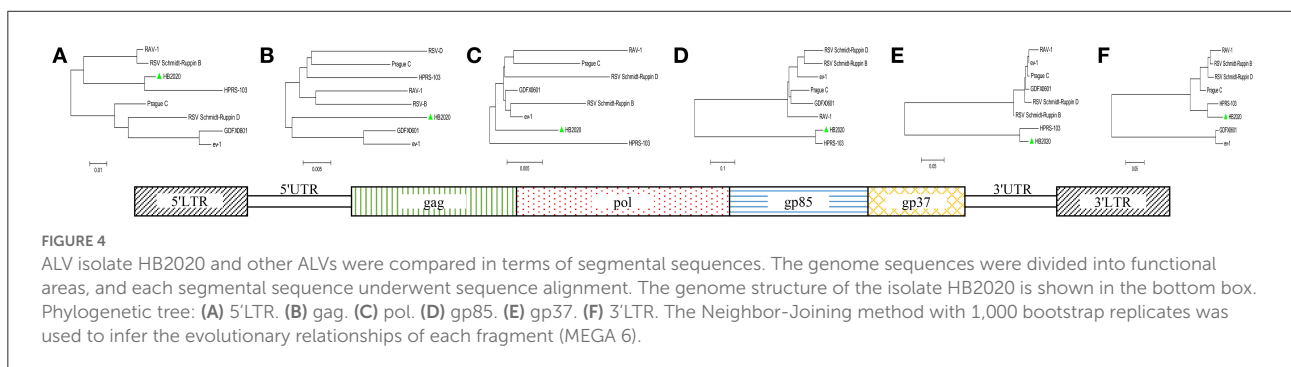 A
RAV-1
RSV Schmidt-Ruppin B
HB2020
HPRS-103
Prague C
RSV Schmidt-Ruppin D
GDFX0601
ev-1
0.01
B
RSV-D
Prague C
HPRS-103
RAV-1
RSV-B
HB2020
GDFX0601
ev-1
0.005
C
RAV-1
Prague C
RSV Schmidt-Ruppin D
GDFX0601
RSV Schmidt-Ruppin B
ev-1
HB2020
HPRS-103
0.005
D
RSV Schmidt-Ruppin D
RSV Schmidt-Ruppin B
ev-1
Prague C
GDFX0601
RAV-1
HB2020
HPRS-103
0.1
E
RAV-1
ev-1
Prague C
GDFX0601
RSV Schmidt-Ruppin D
RSV Schmidt-Ruppin B
HPRS-103
HB2020
0.05
F
RAV-1
RSV Schmidt-Ruppin B
RSV Schmidt-Ruppin D
Prague C
HPRS-103
HB2020
GDFX0601
ev-1
0.05
5'LTR
5'UTR
gag
pol
gp85
gp37
3'UTR
3'LTR
FIGURE 4
ALV isolate HB2020 and other ALVs were compared in terms of segmental sequences. The genome sequences were divided into functional
areas, and each segmental sequence underwent sequence alignment. The genome structure of the isolate HB2020 is shown in the bottom box.
Phylogenetic tree: (A) 5'LTR. (B) gag. (C) pol. (D) gp85. (E) gp37. (F) 3'LTR. The Neighbor-Joining method with 1,000 bootstrap replicates was
used to infer the evolutionary relationships of each fragment (MEGA 6).